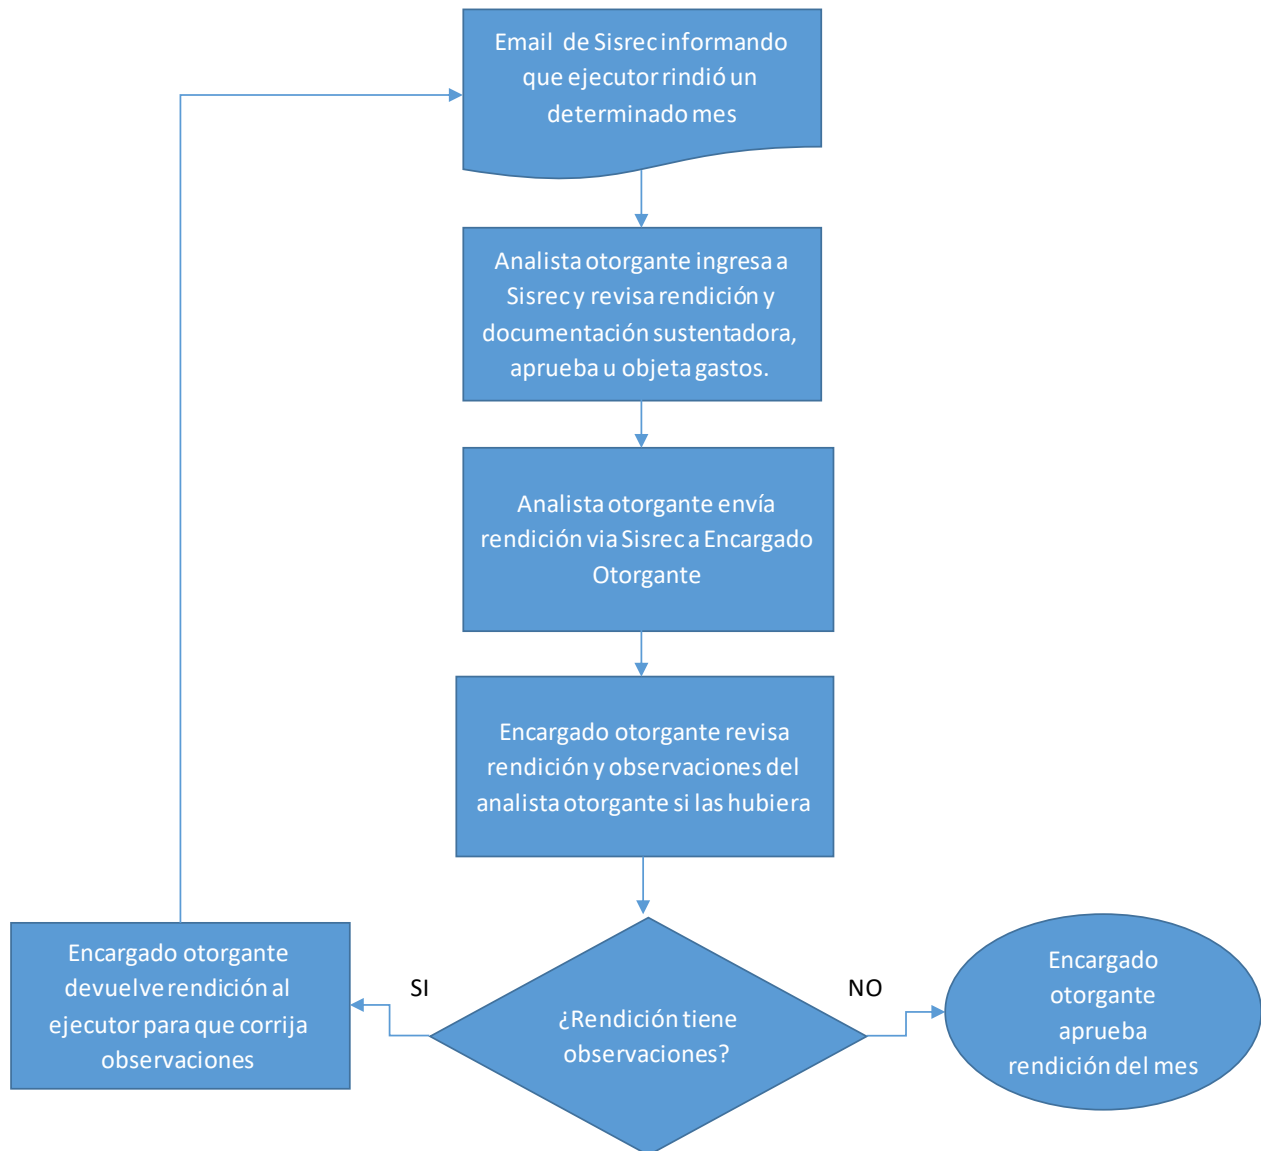 Email de Sisrec informando
que ejecutor rindió un
determinado mes
Analista otorgante ingresa a
Sisrec y revisa rendición y
documentación sustentadora,
aprueba u objeta gastos.
Analista otorgante envía
rendición via Sisrec a Encargado
Otorgante
Encargado otorgante revisa
rendición y observaciones del
analista otorgante si las hubiera
Encargado otorgante
devuelve rendición al
ejecutor para que corrija
observaciones
SI
¿Rendición tiene
observaciones?
NO
Encargado
otorgante
aprueba
rendición del mes